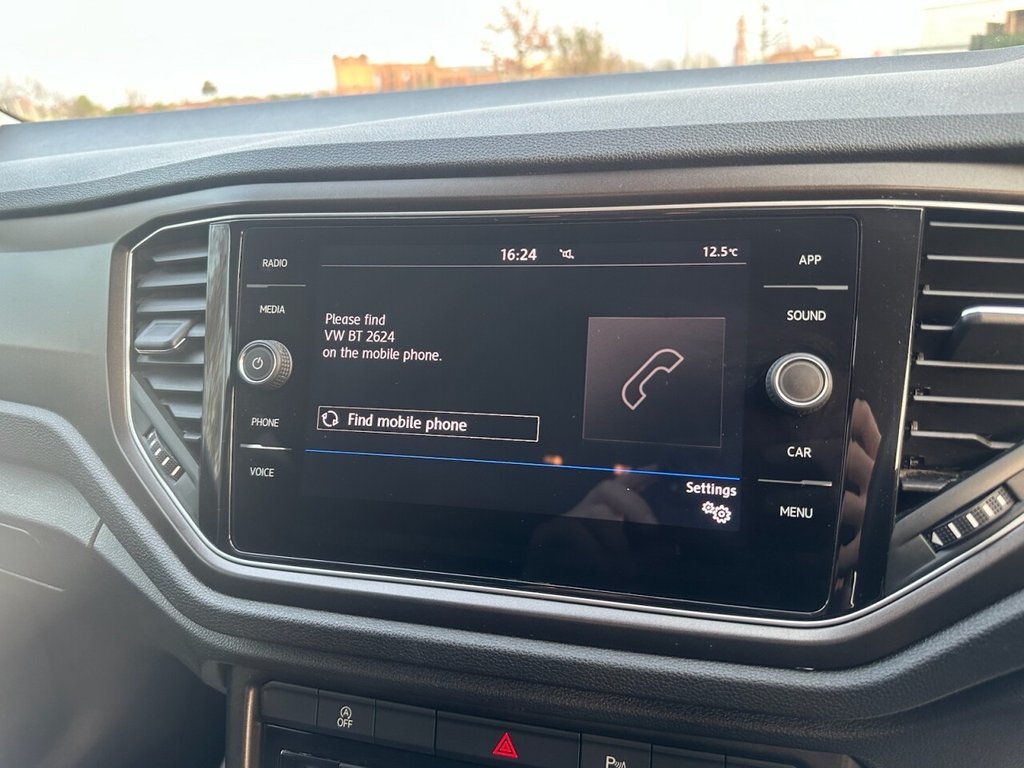 16:24
12.5°C
RADIO
MEDIA
PHONE
VOICE
Please find
VW BT 2624
on the mobile phone.
Find mobile phone
Settings
APP
SOUND
CAR
MENU
A
OFF
P